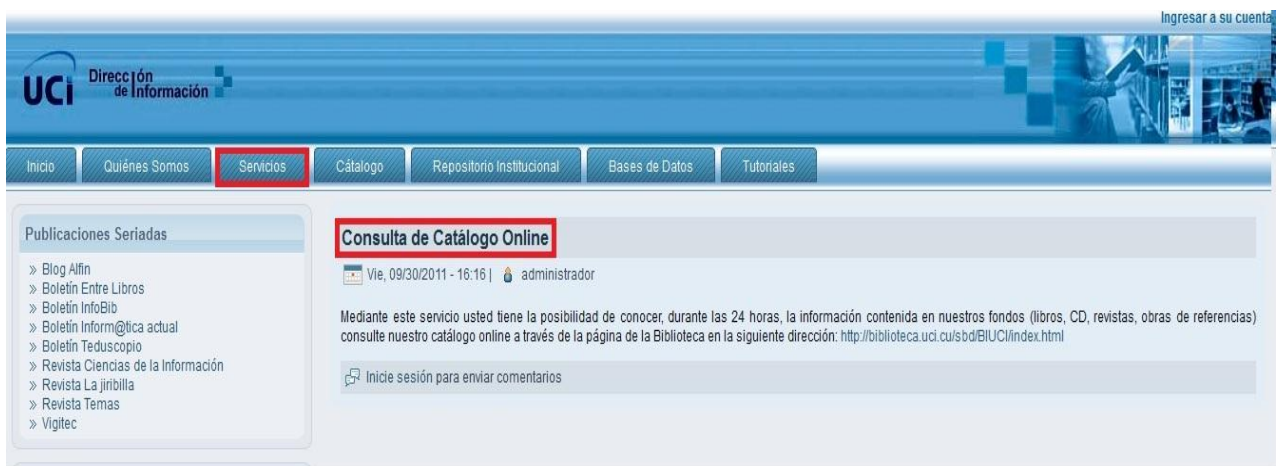 Ingresar a su cuenta
UCi Dirección
de Información
Inicio Quiénes Somos Servicios Cátalogo Repositorio Institucional Bases de Datos Tutoriales
Publicaciones Seriadas
» Blog Alfin
» Boletín Entre Libros
» Boletín InfoBib
» Boletín Inform@tica actual
» Boletín Teduscopio
» Revista Ciencias de la Información
» Revista La jiribilla
» Revista Temas
» Vigitec
Consulta de Catálogo Online
Vie, 09/30/2011 - 16:16 | administrador
Mediante este servicio usted tiene la posibilidad de conocer, durante las 24 horas, la información contenida en nuestros fondos (libros, CD, revistas, obras de referencias)
consulte nuestro catálogo online a través de la página de la Biblioteca en la siguiente dirección: http://biblioteca.uci.cu/sbd/BIUCI/index.html
Inicie sesión para enviar comentarios